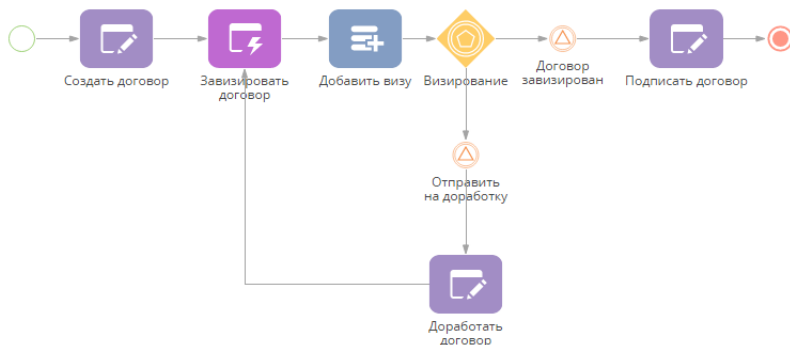 Создать договор
Завизировать
договор
Добавить визу
Визирование
Договор
завизирован
Подписать договор
Отправить
на доработку
Доработать
договор